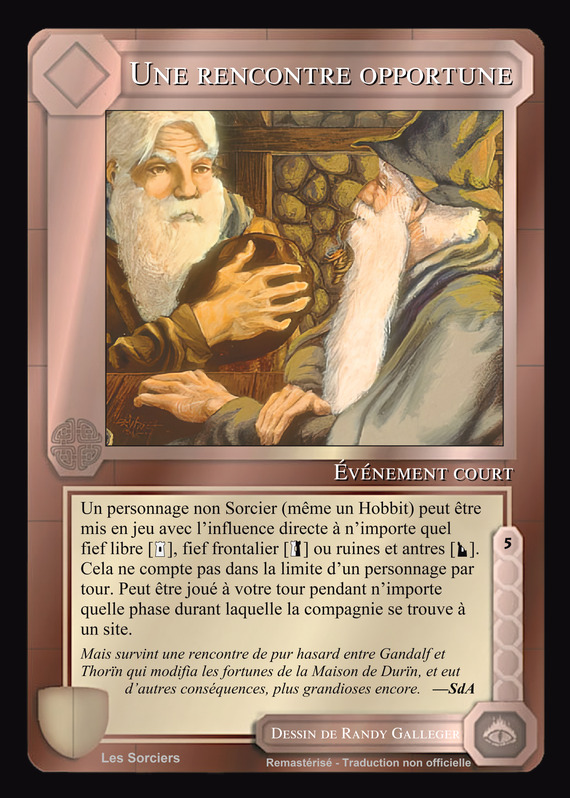 Une rencontre opportune
Événement court
Un personnage non Sorcier (même un Hobbit) peut être
mis en jeu avec l'influence directe à n'importe quel
fief libre [], fief frontalier [] ou ruines et antres [].
Cela ne compte pas dans la limite d'un personnage par
tour. Peut être joué à votre tour pendant n'importe
quelle phase durant laquelle la compagnie se trouve à
un site.
5
Mais survint une rencontre de pur hasard entre Gandalf et
Thorïn qui modifia les fortunes de la Maison de Durïn, et eut
d'autres conséquences, plus grandioses encore. —SdA
Dessin de Randy Galleger
Les Sorciers
Remastérisé - Traduction non officielle